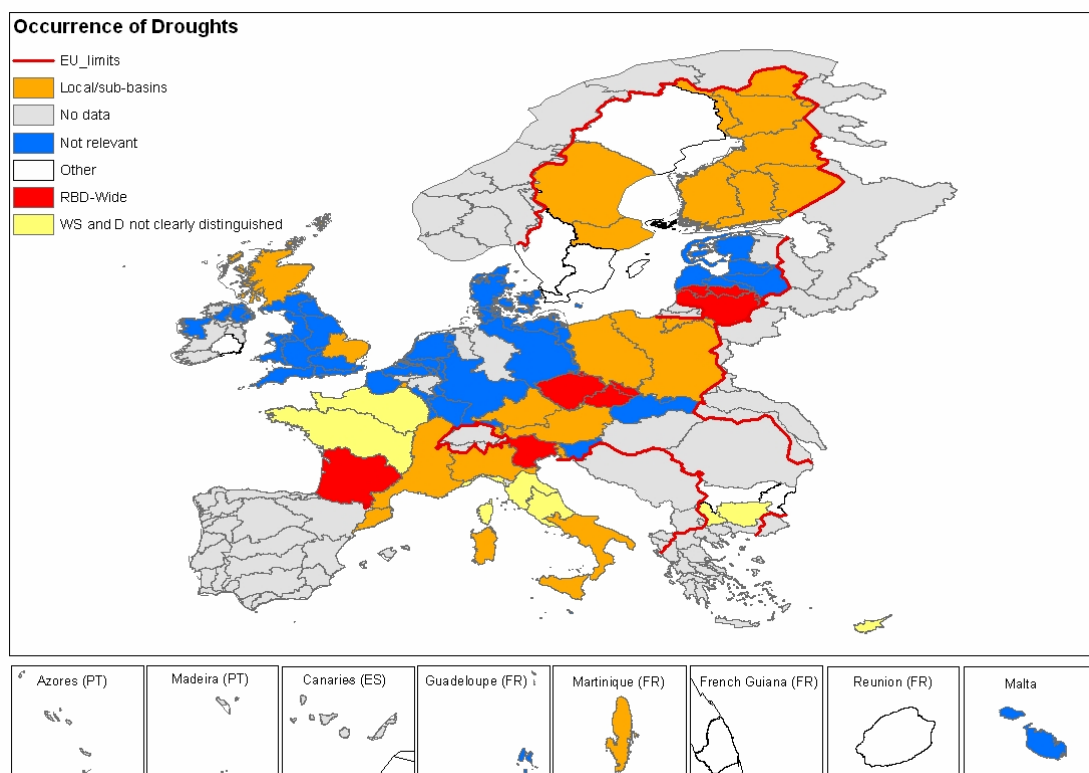 Occurrence of Droughts
EU_limits
Local/sub-basins
No data
Not relevant
Other
RBD-Wide
WS and D not clearly distinguished
Azores (PT)
Madeira (PT)
Canaries (ES)
Guadeloupe (FR)
Martinique (FR)
French Guiana (FR)
Reunion (FR)
Malta